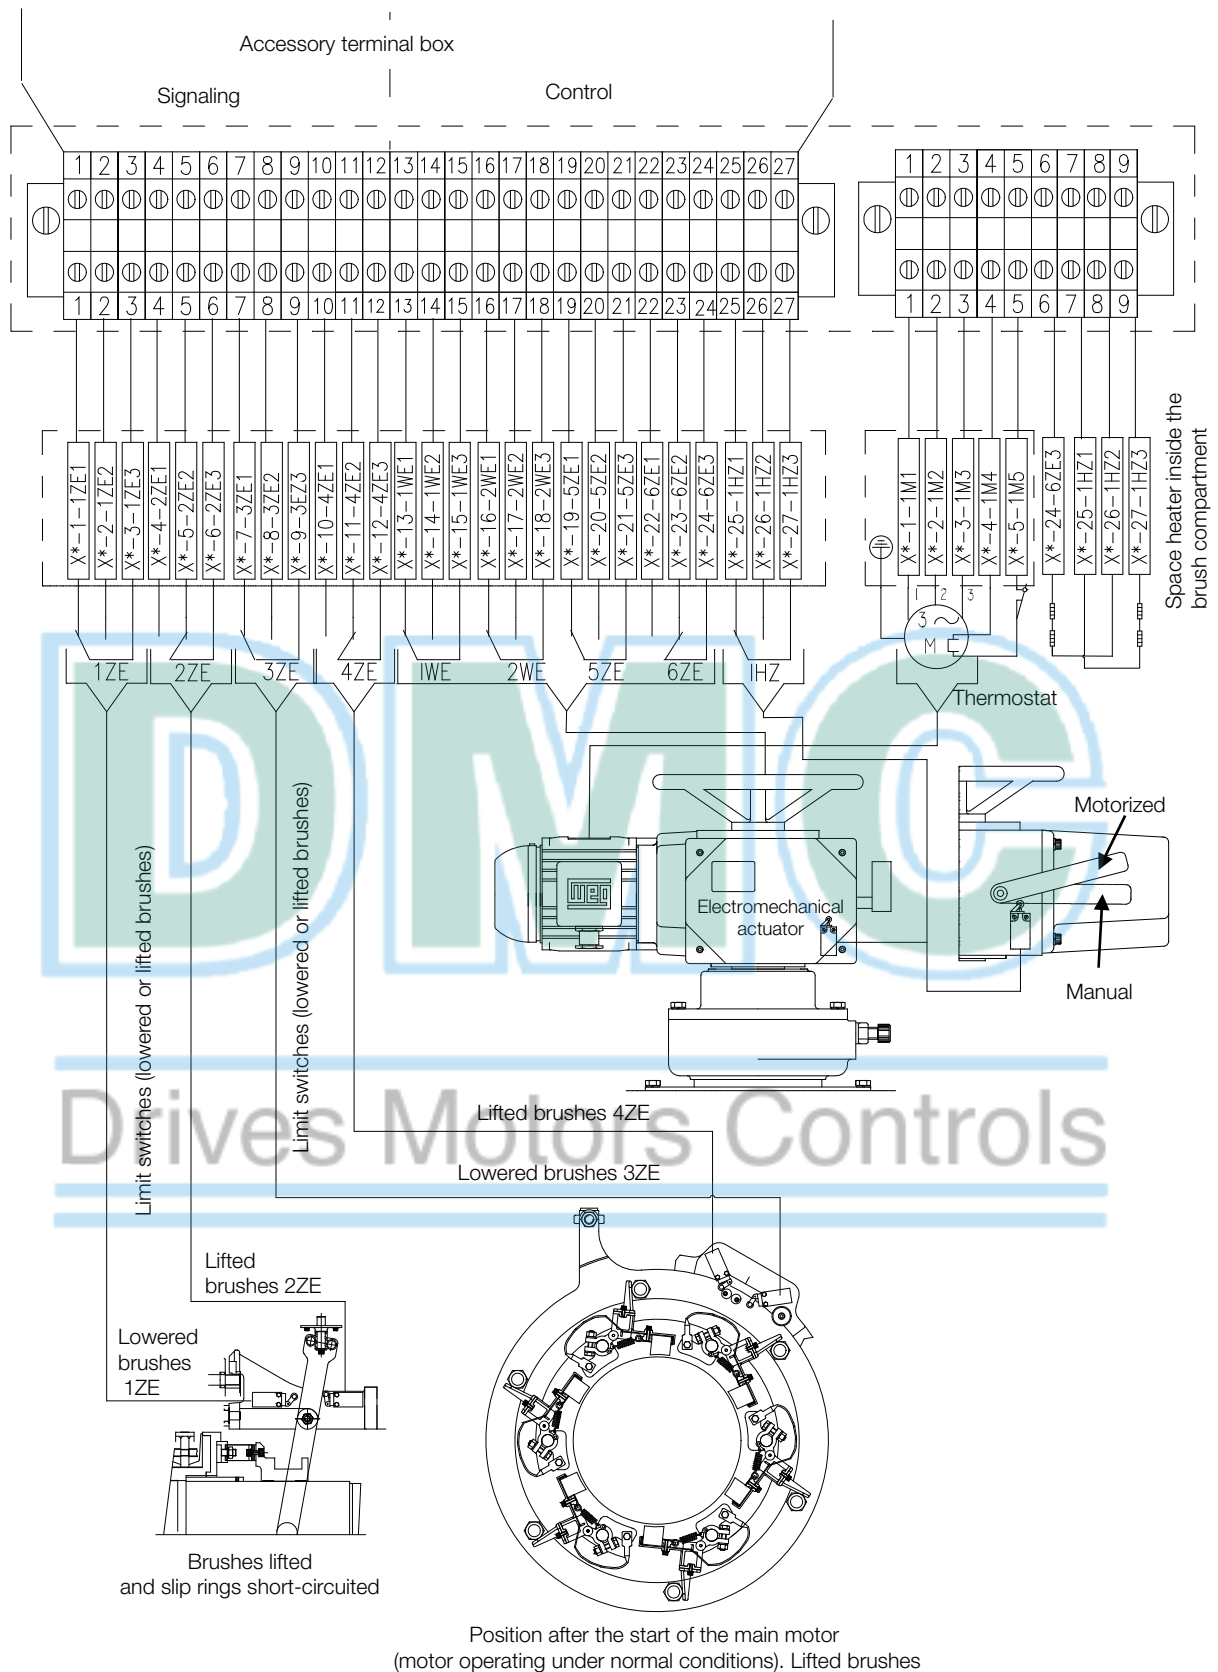 Accessory terminal box
Signaling
Control
1 2 3 4 5 6 7 8 9 10 11 12 13 14 15 16 17 18 19 20 21 22 23 24 25 26 27
1 2 3 4 5 6 7 8 9
1 2 3 4 5 6 7 8 9 10 11 12 13 14 15 16 17 18 19 20 21 22 23 24 25 26 27
1 2 3 4 5 6 7 8 9
X*-1-1ZE1
X*-2-1ZE2
X*-3-1ZE3
X*-4-2ZE1
X*-5-2ZE2
X*-6-2ZE3
X*-7-3ZE1
X*-8-3ZE2
X*-9-3EZ3
X*-10-4ZE1
X*-11-4ZE2
X*-12-4ZE3
X*-13-1WE1
X*-14-1WE2
X*-15-1WE3
X*-16-2WE1
X*-17-2WE2
X*-18-2WE3
X*-19-5ZE1
X*-20-5ZE2
X*-21-5ZE3
X*-22-6ZE1
X*-23-6ZE2
X*-24-6ZE3
X*-25-1HZ1
X*-26-1HZ2
X*-27-1HZ3
X*-1-1M1
X*-2-1M2
X*-3-1M3
X*-4-1M4
X*-5-1M5
X*-24-6ZE3
X*-25-1HZ1
X*-26-1HZ2
X*-27-1HZ3
Space heater inside the
brush compartment
1 2 3
3
M
1ZE 2ZE 3ZE 4ZE 1WE 2WE 5ZE 6ZE 1HZ
Thermostat
DMC
Motorized
WEG
Electromechanical
actuator
Manual
Limit switches (lowered or lifted brushes)
Limit switches (lowered or lifted brushes)
Drives Motors Controls
Lifted brushes 4ZE
Lowered brushes 3ZE
Lifted
brushes 2ZE
Lowered
brushes
1ZE
Brushes lifted
and slip rings short-circuited
Position after the start of the main motor
(motor operating under normal conditions). Lifted brushes